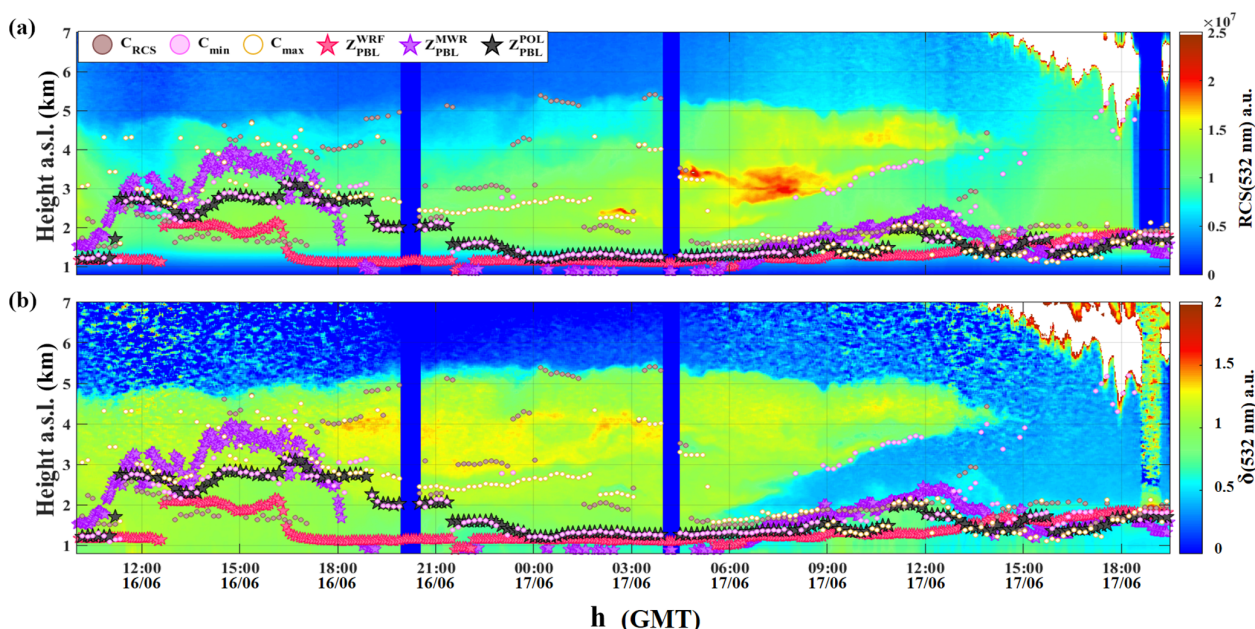 (a)
C_RCS C_min C_max Z_PBL^WRF Z_PBL^MWR Z_PBL^POL
Height a.s.l. (km)
7
6
5
4
3
2
1
×10^7
2.5
2
1.5
1
0.5
0
RCS(532 nm) a.u.
(b)
Height a.s.l. (km)
7
6
5
4
3
2
1
2
1.5
1
0.5
0
δ(532 nm) a.u.
12:00 15:00 18:00 21:00 00:00 03:00 06:00 09:00 12:00 15:00 18:00
16/06 16/06 16/06 16/06 17/06 17/06 17/06 17/06 17/06 17/06 17/06
h (GMT)